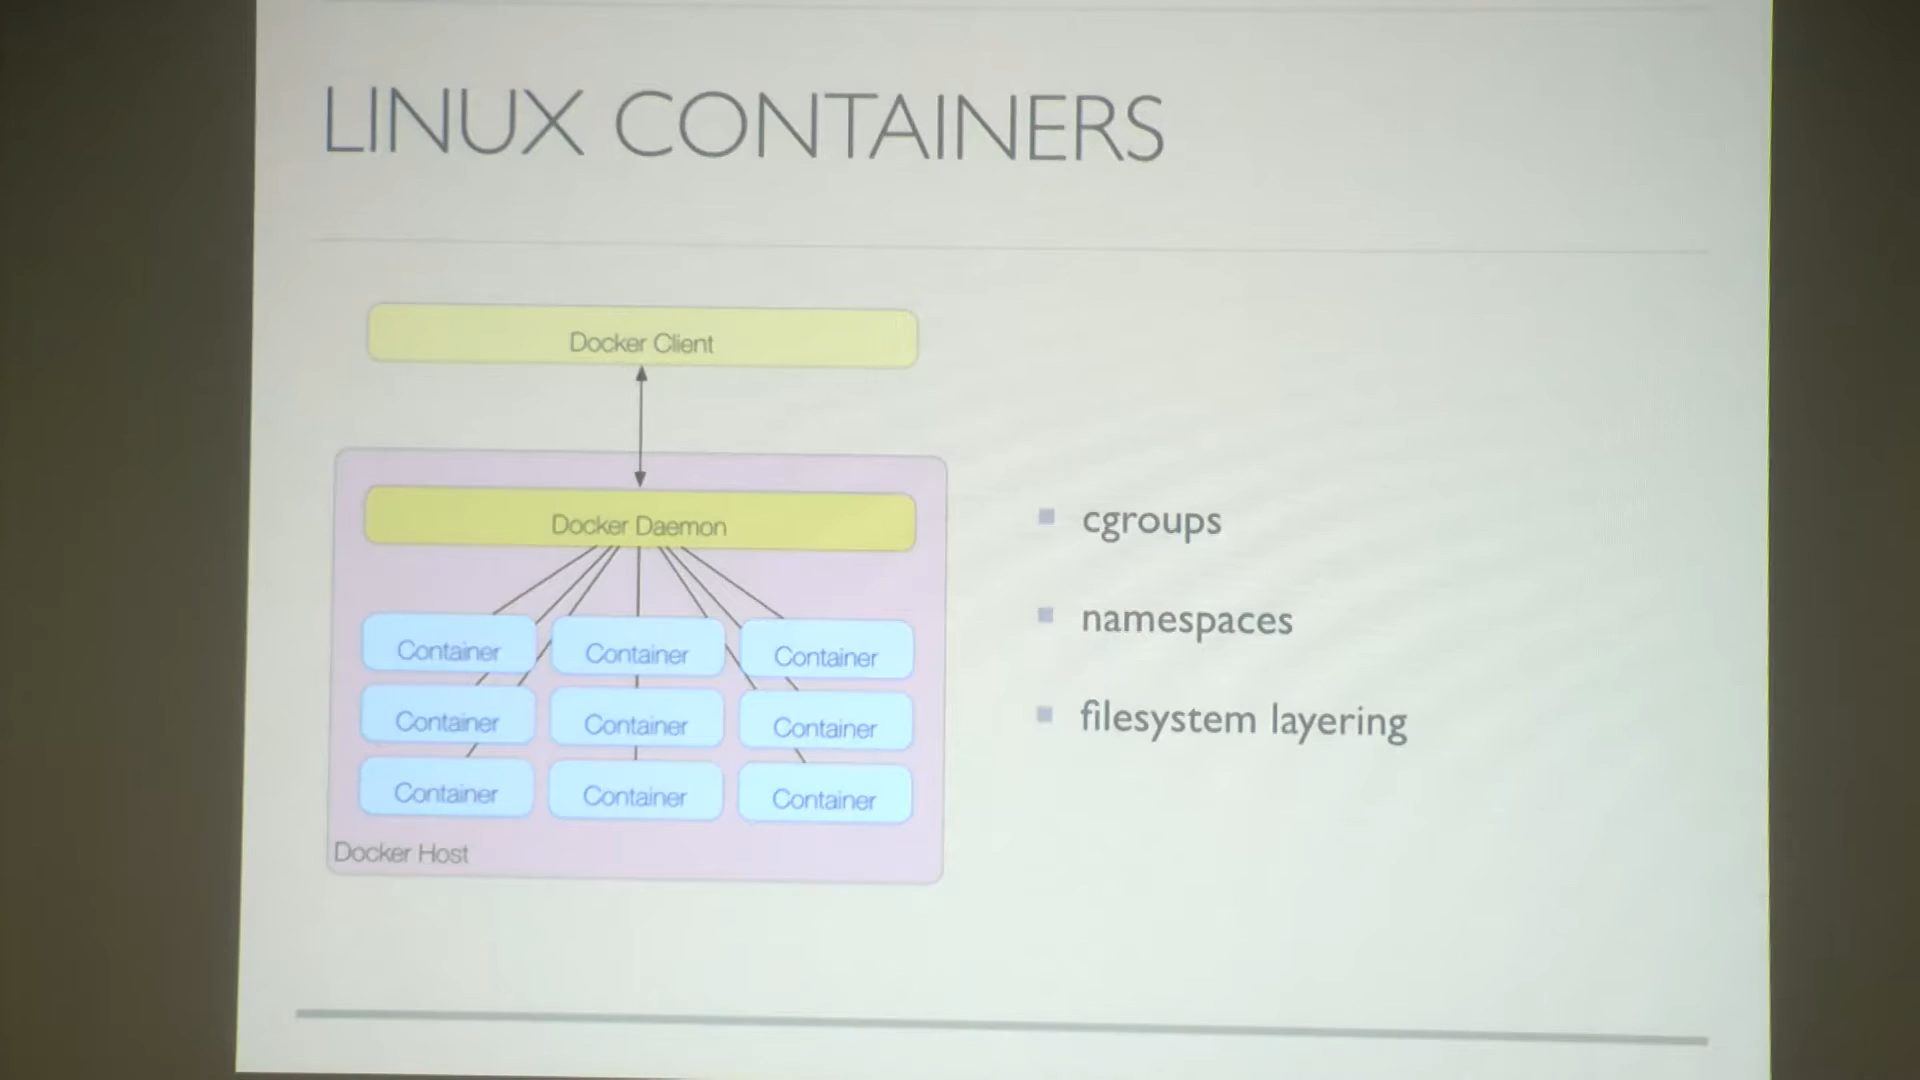 LINUX CONTAINERS
Docker Client
Docker Daemon
Container Container Container
Container Container Container
Container Container Container
Docker Host
cgroups
namespaces
filesystem layering